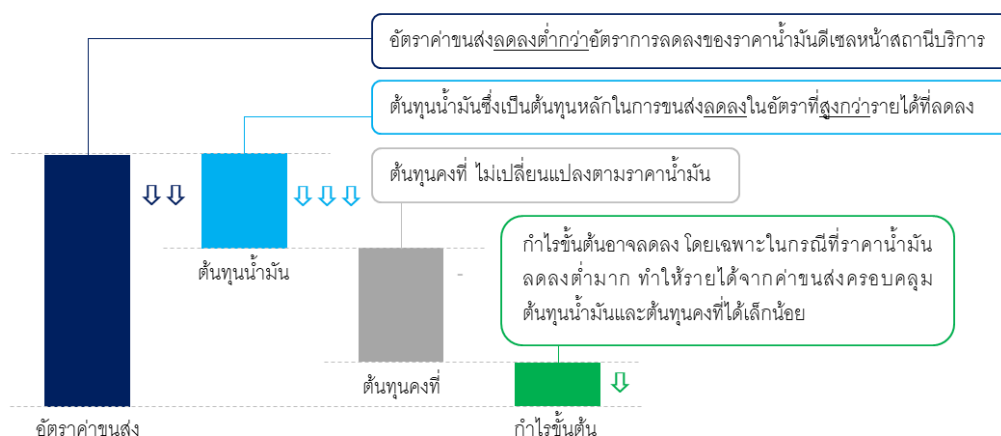 อัตราค่าขนส่งลดลงต่ำกว่าอัตราการลดลงของราคาน้ำมันดีเซลหน้าสถานีบริการ
ต้นทุนน้ำมันซึ่งเป็นต้นทุนหลักในการขนส่งลดลงในอัตราที่สูงกว่ารายได้ที่ลดลง
ต้นทุนคงที่ ไม่เปลี่ยนแปลงตามราคาน้ำมัน
กำไรขั้นต้นอาจลดลง โดยเฉพาะในกรณีที่ราคาน้ำมัน
ลดลงต่ำมาก ทำให้รายได้จากค่าขนส่งครอบคลุม
ต้นทุนน้ำมันและต้นทุนคงที่ได้เล็กน้อย
ต้นทุนน้ำมัน
-
ต้นทุนคงที่
อัตราค่าขนส่ง
กำไรขั้นต้น